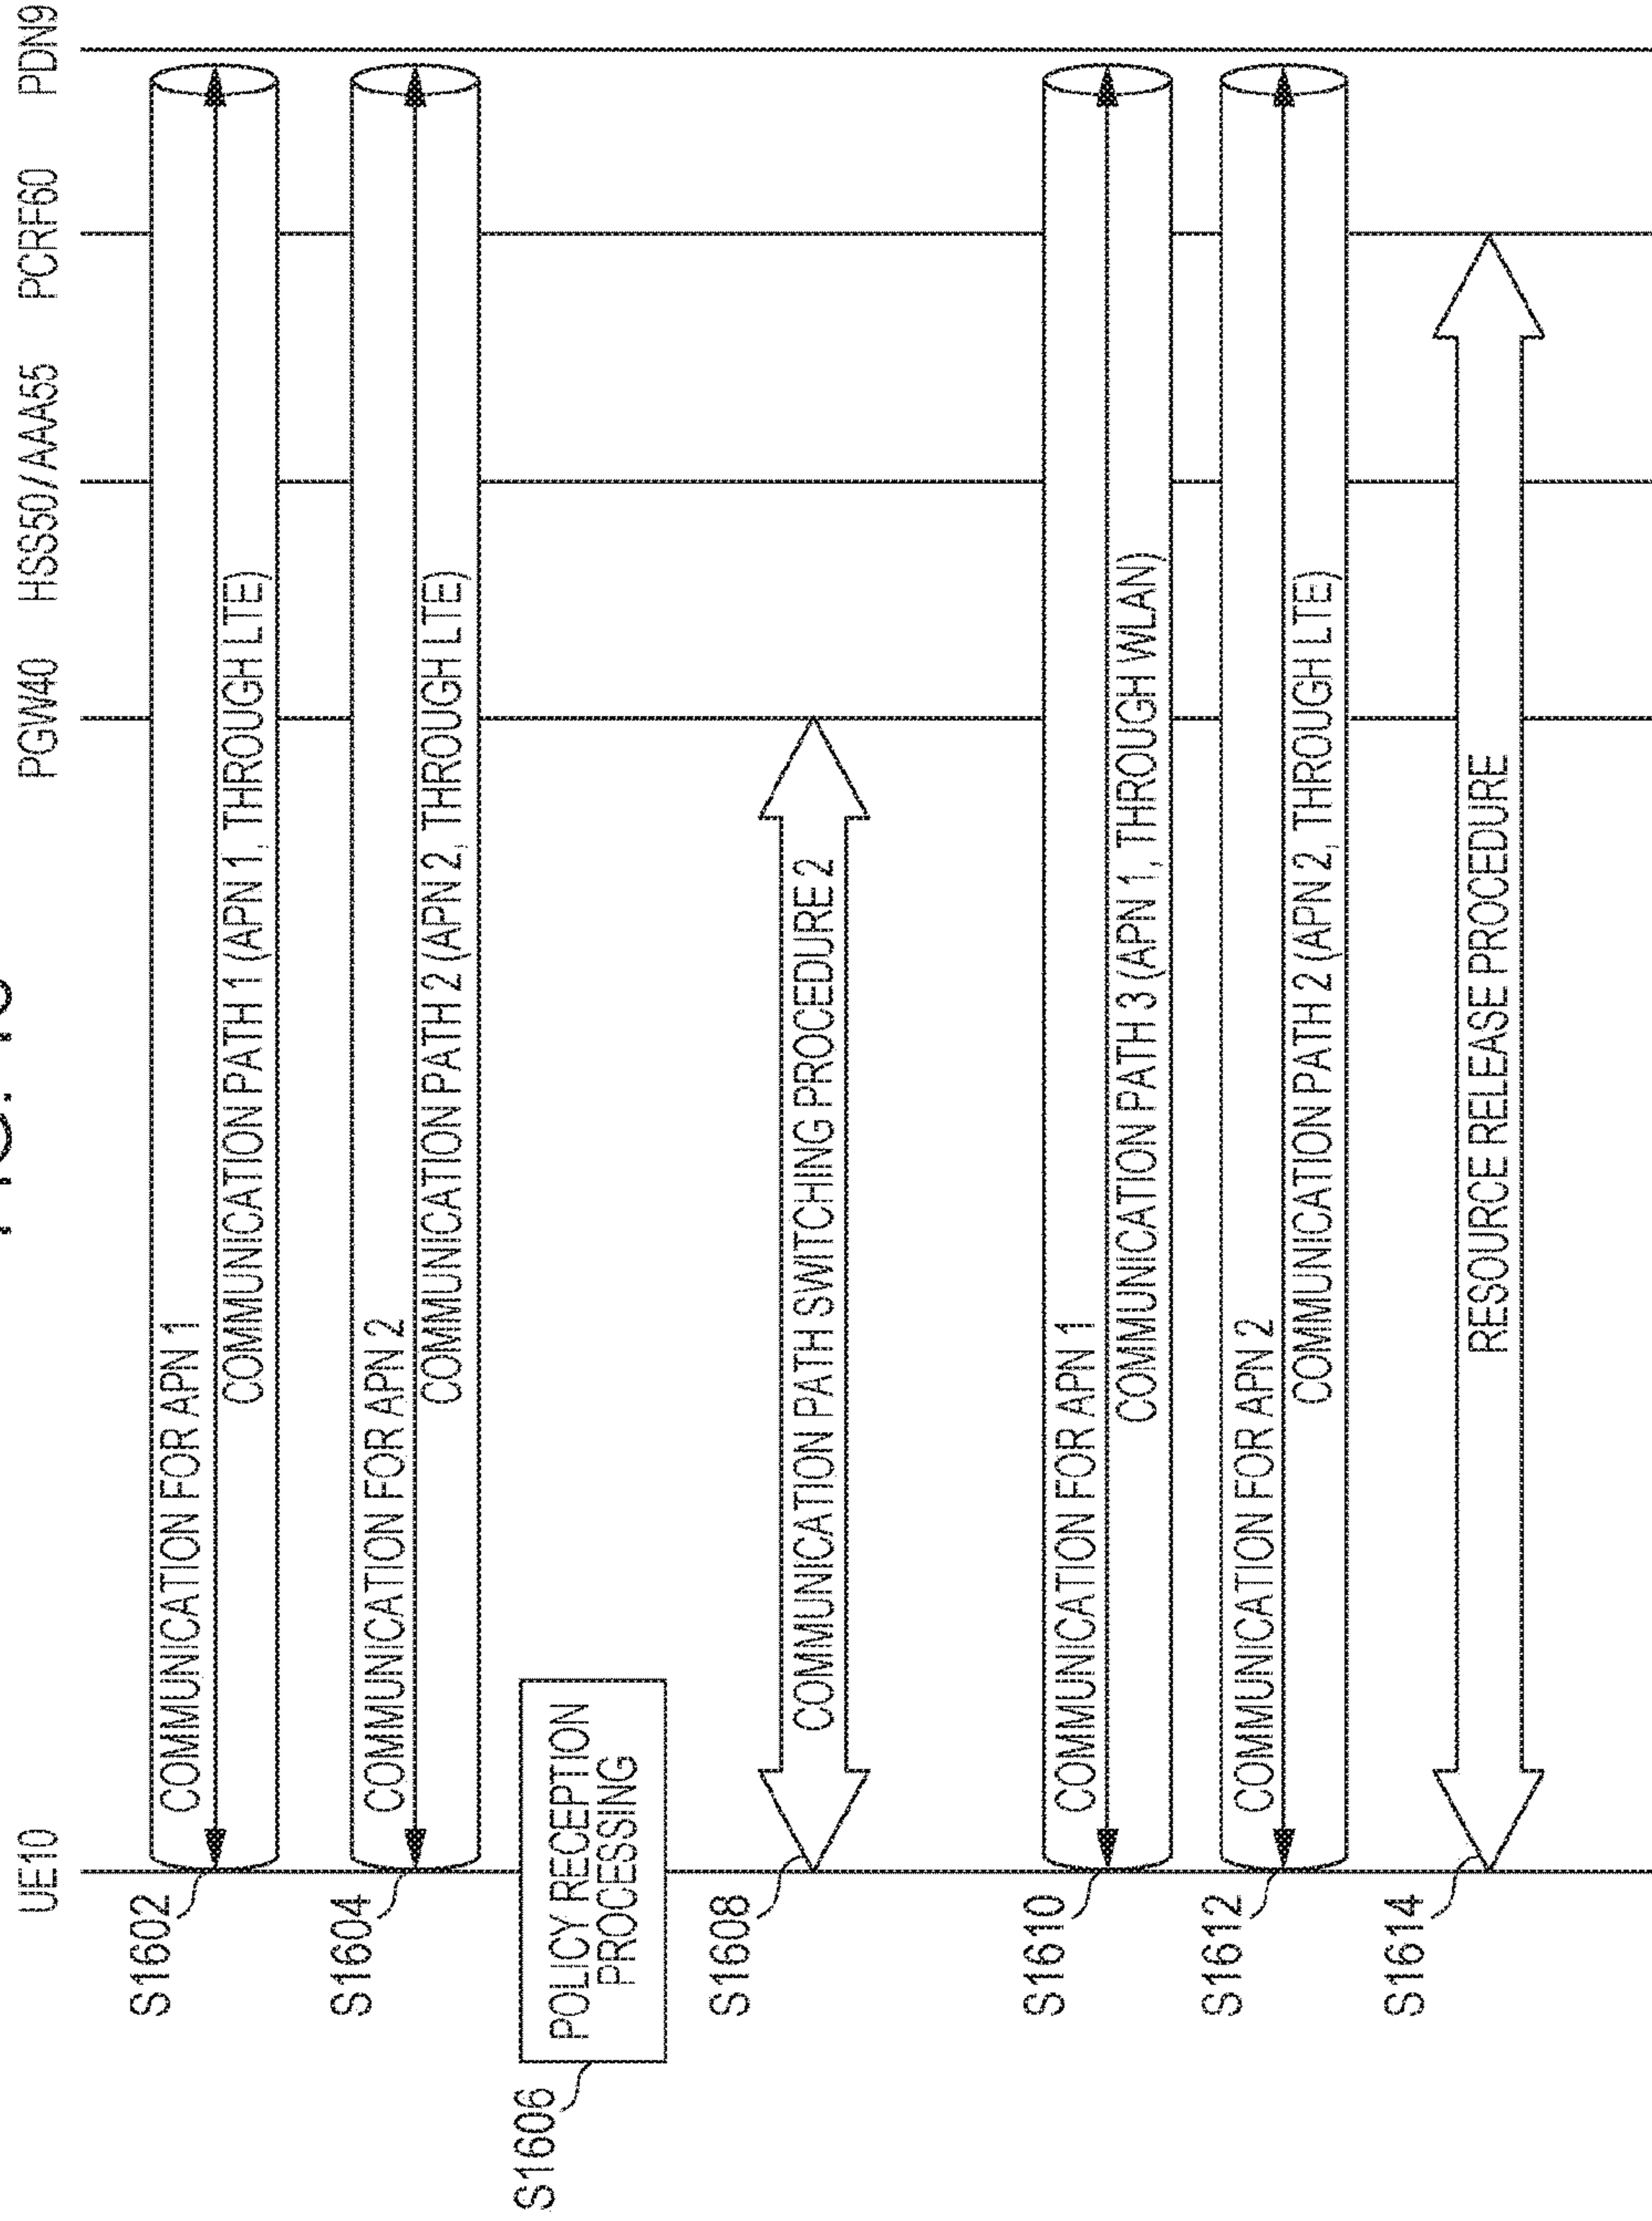 UE10
PGW40
HSS50/AAA55
PCRF60
PDN9
S1602
COMMUNICATION FOR APN 1
COMMUNICATION PATH 1 (APN 1, THROUGH LTE)
S1604
COMMUNICATION FOR APN 2
COMMUNICATION PATH 2 (APN 2, THROUGH LTE)
S1606
POLICY RECEPTION
PROCESSING
S1608
COMMUNICATION PATH SWITCHING PROCEDURE 2
S1610
COMMUNICATION FOR APN 1
COMMUNICATION PATH 3 (APN 1, THROUGH WLAN)
S1612
COMMUNICATION FOR APN 2
COMMUNICATION PATH 2 (APN 2, THROUGH LTE)
S1614
RESOURCE RELEASE PROCEDURE